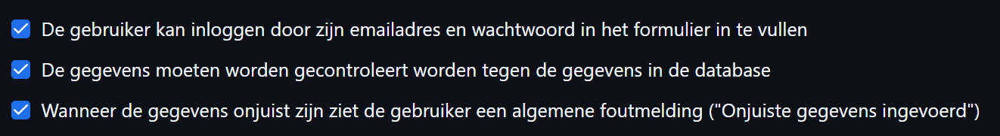 De gebruiker kan inloggen door zijn emailadres en wachtwoord in het formulier in te vullen
De gegevens moeten worden gecontroleert worden tegen de gegevens in de database
Wanneer de gegevens onjuist zijn ziet de gebruiker een algemene foutmelding ("Onjuiste gegevens ingevoerd")